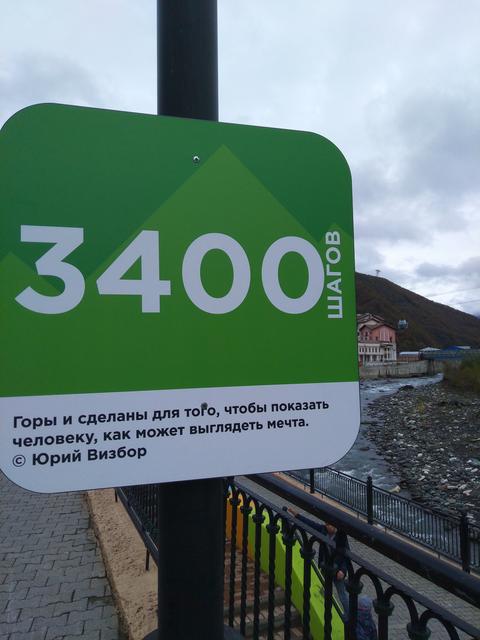 3400
ШАГОВ
Горы и сделаны для того, чтобы показать
человеку, как может выглядеть мечта.
© Юрий Визбор